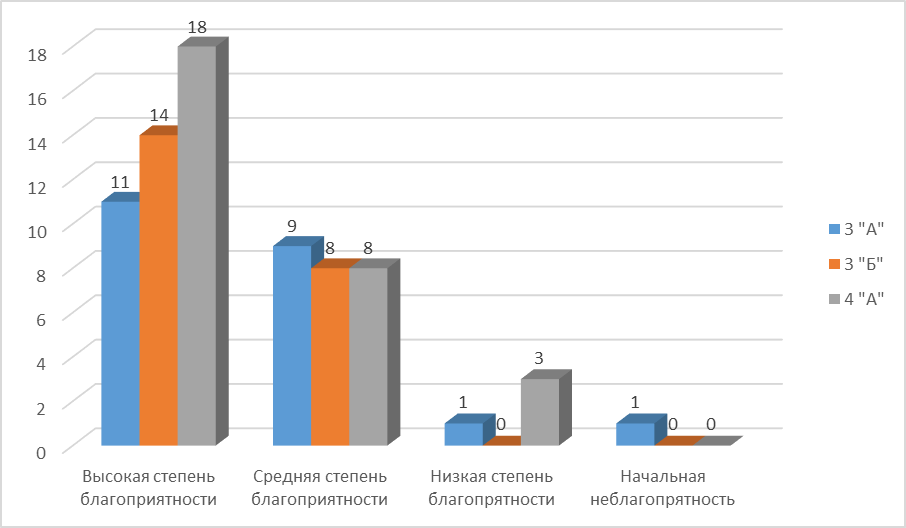 18
16
14
12
10
8
6
4
2
0
11
14
18
9
8
8
1
0
3
1
0
0
Высокая степень
благоприятности
Средняя степень
благоприятности
Низкая степень
благопрятности
Начальная
неблагопрятность
3 "А"
3 "Б"
4 "А"